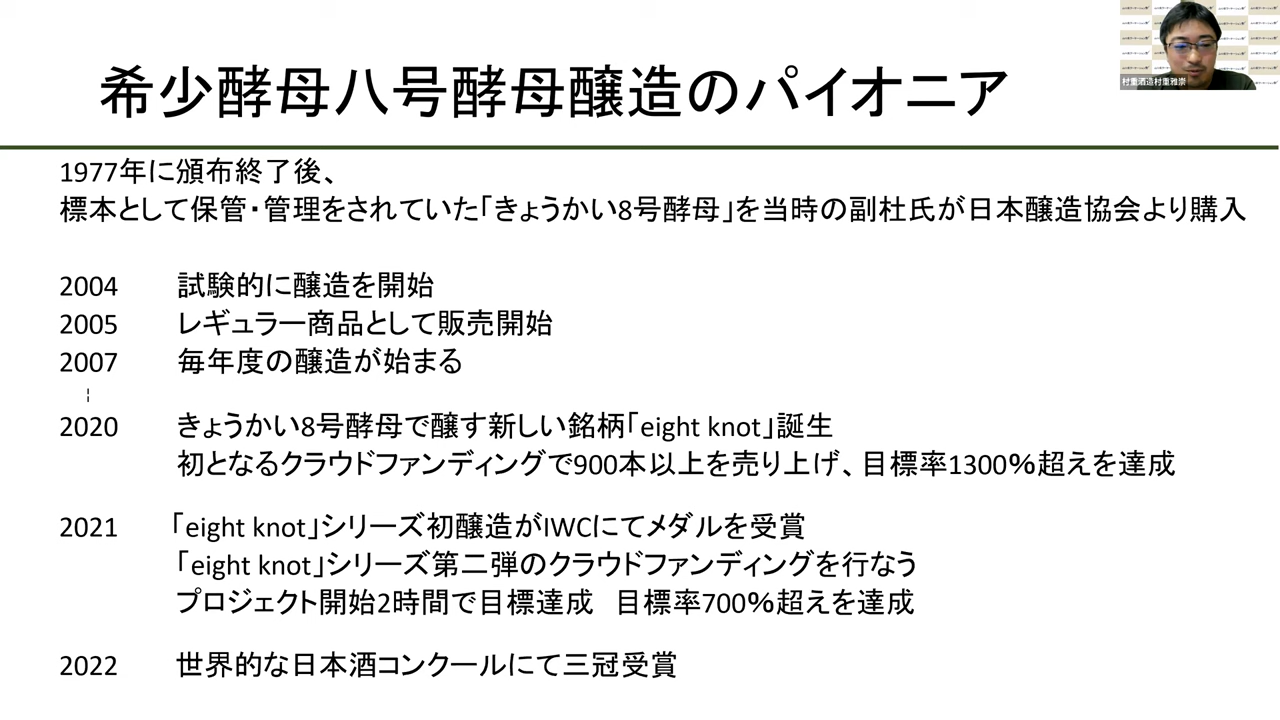 希少酵母八号酵母醸造のパイオニア
村重酒造村重雅崇
1977年に頒布終了後、
標本として保管・管理をされていた「きょうかい8号酵母」を当時の副杜氏が日本醸造協会より購入
2004 試験的に醸造を開始
2005 レギュラー商品として販売開始
2007 毎年度の醸造が始まる
2020 きょうかい8号酵母で醸す新しい銘柄「eight knot」誕生
初となるクラウドファンディングで900本以上を売り上げ、目標率1300%超えを達成
2021 「eight knot」シリーズ初醸造がIWCにてメダルを受賞
「eight knot」シリーズ第二弾のクラウドファンディングを行なう
プロジェクト開始2時間で目標達成 目標率700%超えを達成
2022 世界的な日本酒コンクールにて三冠受賞